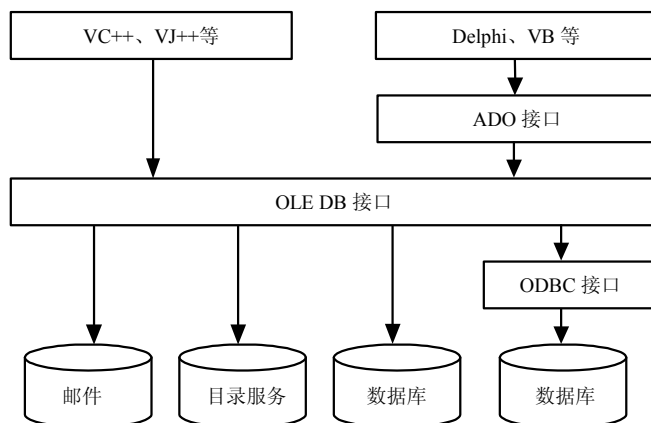 VC++、VJ++等
Delphi、VB 等
ADO 接口
OLE DB 接口
ODBC 接口
邮件
目录服务
数据库
数据库